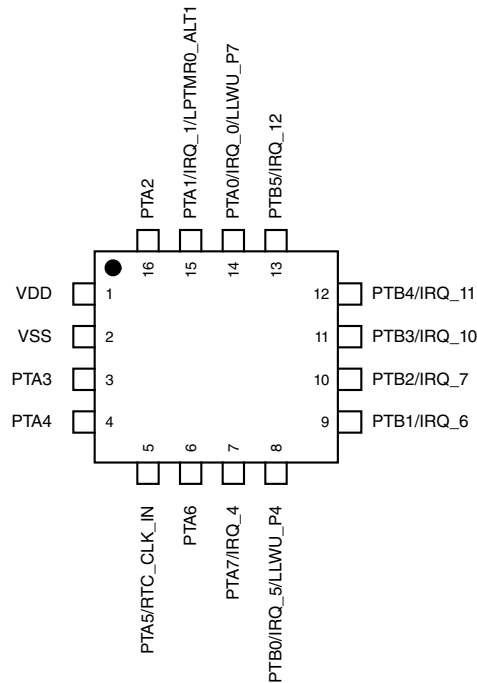 PTA2
PTA1/IRQ_1/LPTMR0_ALT1
PTA0/IRQ_0/LLWU_P7
PTB5/IRQ_12
16
15
14
13
VDD
1
12
PTB4/IRQ_11
VSS
2
11
PTB3/IRQ_10
PTA3
3
10
PTB2/IRQ_7
PTA4
4
9
PTB1/IRQ_6
5
6
7
8
PTA5/RTC_CLK_IN
PTA6
PTA7/IRQ_4
PTB0/IRQ_5/LLWU_P4